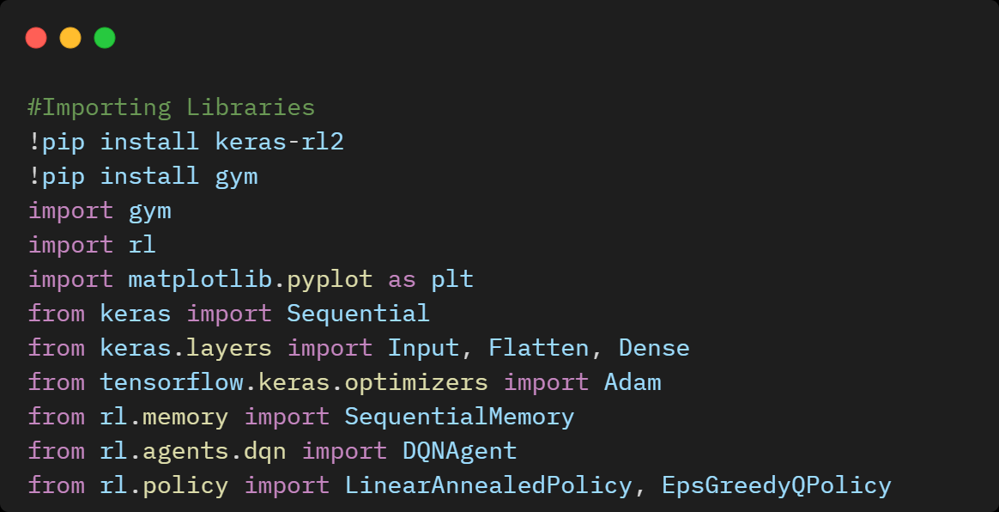 #Importing Libraries
!pip install keras-rl2
!pip install gym
import gym
import rl
import matplotlib.pyplot as plt
from keras import Sequential
from keras.layers import Input, Flatten, Dense
from tensorflow.keras.optimizers import Adam
from rl.memory import SequentialMemory
from rl.agents.dqn import DQNAgent
from rl.policy import LinearAnnealedPolicy, EpsGreedyQPolicy